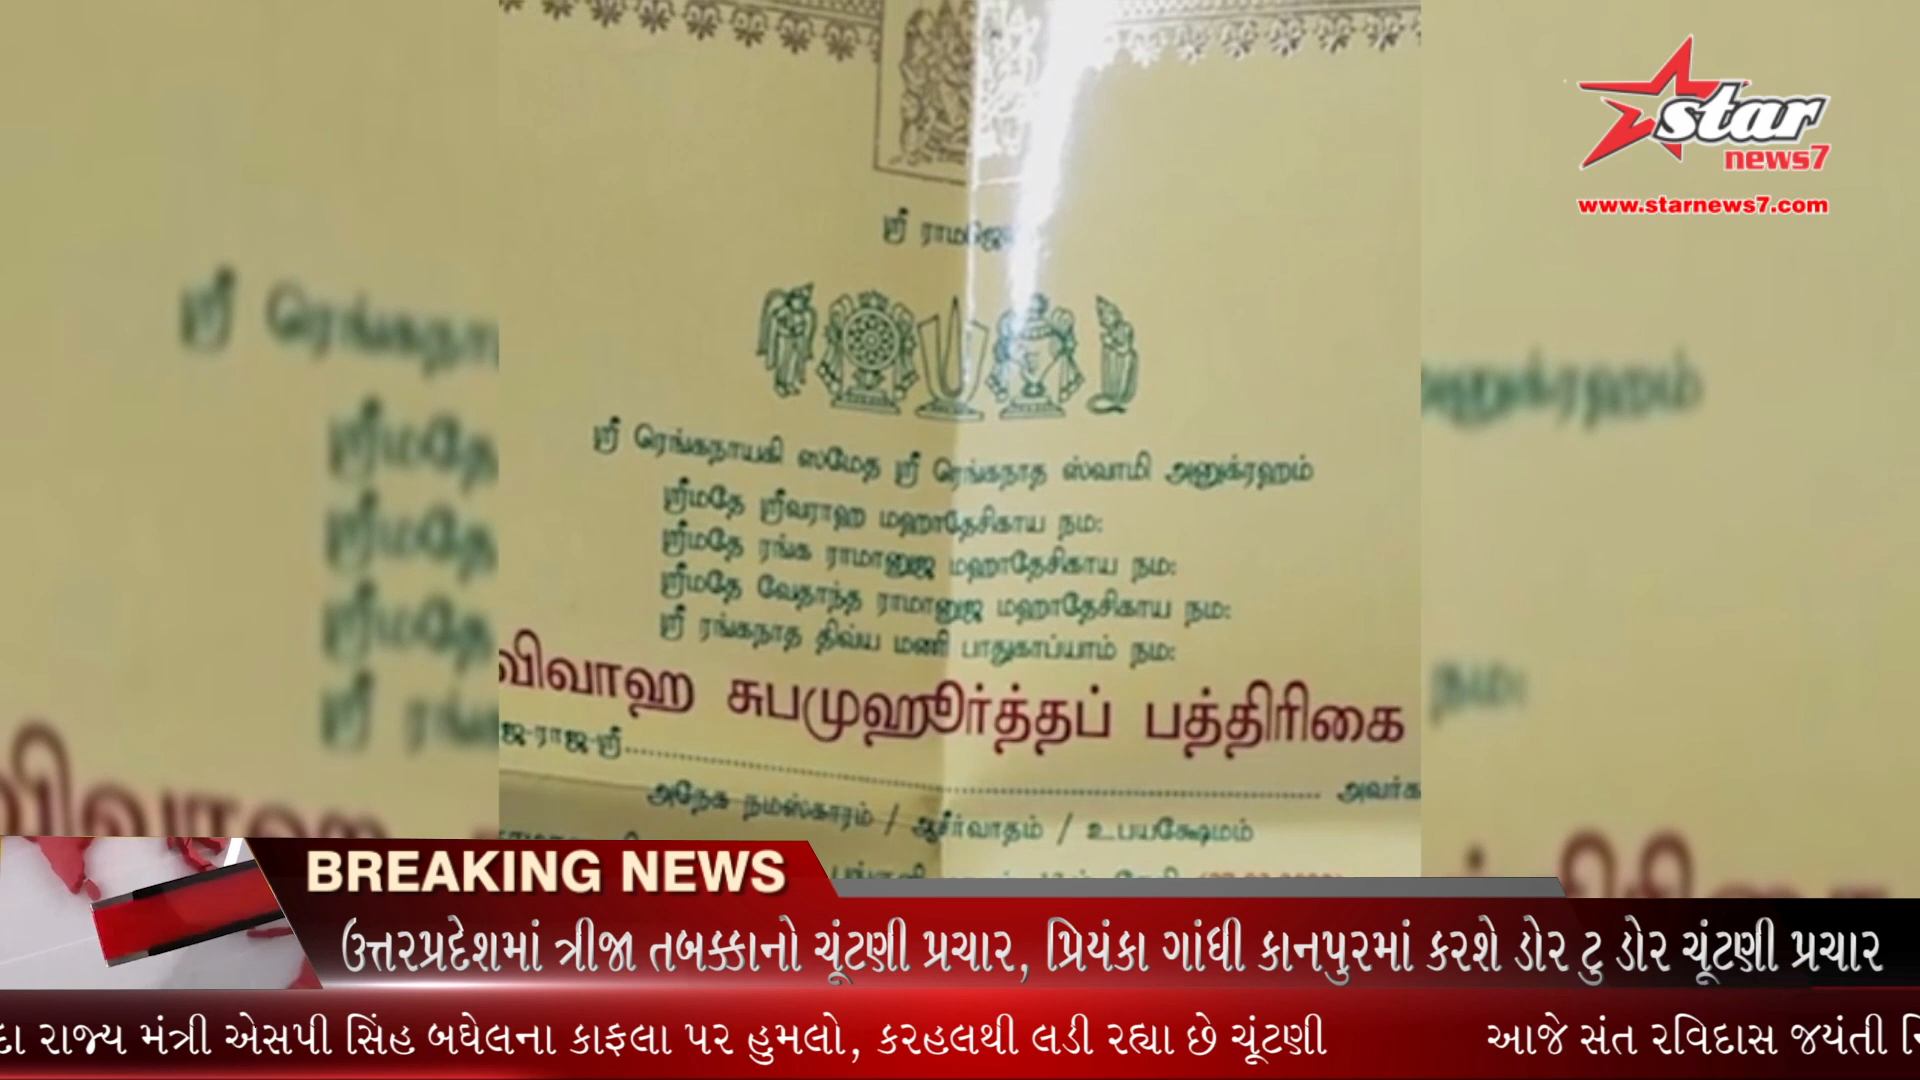 star
news7
www.starnews7.com
ஸ்ரீ
ஸ்ரீ ரெங்கநாயகி ஸமேத ஸ்ரீ ரெங்கநாத ஸ்வாமி அனுக்ரஹம்
ஸ்ரீமதே ஸ்ரீவராஹ மஹாதேசிகாய நம:
ஸ்ரீமதே ரங்க ராமானுஜ மஹாதேசிகாய நம:
ஸ்ரீமதே வேதாந்த ராமானுஜ மஹாதேசிகாய நம:
ஸ்ரீ ரங்கநாத திவ்ய மணி பாதுகாப்யாம் நம:
விவாஹ சுபமுஹூர்த்தப் பத்திரிகை
அநேக நமஸ்காரம் / ஆசீர்வாதம் / உபயக்ஷேமம்
BREAKING NEWS
ઉત્તરપ્રદેશમાં ત્રીજા તબક્કાનો ચૂંટણી પ્રચાર, પ્રિયંકા ગાંધી કાનપુરમાં કરશે ડોર ટુ ડોર ચૂંટણી પ્રચાર
રાજ્ય મંત્રી એસપી સિંહ બઘેલના કાફલા પર હુમલો, કરહલથી લડી રહ્યા છે ચૂંટણી આજે સંત રવિદાસ જયંતી